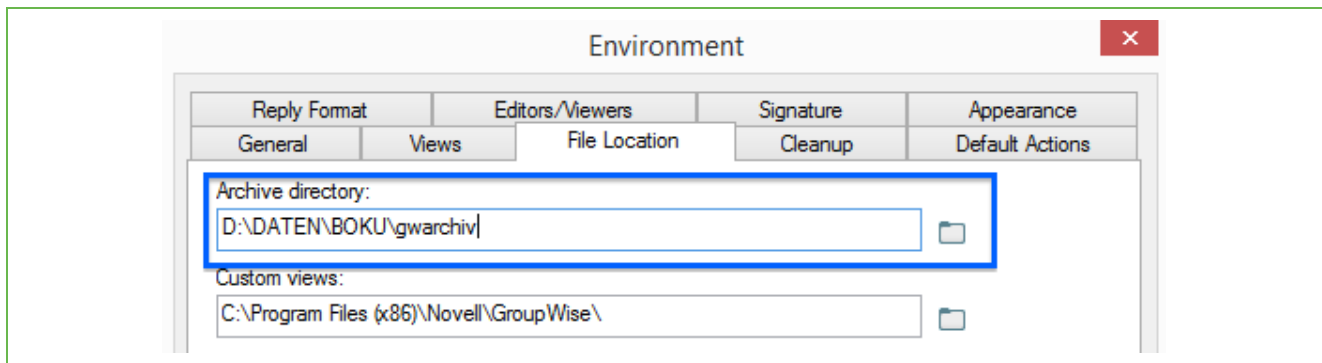 Environment
Reply Format Editors/Viewers Signature Appearance
General Views File Location Cleanup Default Actions
Archive directory:
D:\DATEN\BOKU\gwarchiv
Custom views:
C:\Program Files (x86)\Novell\GroupWise\